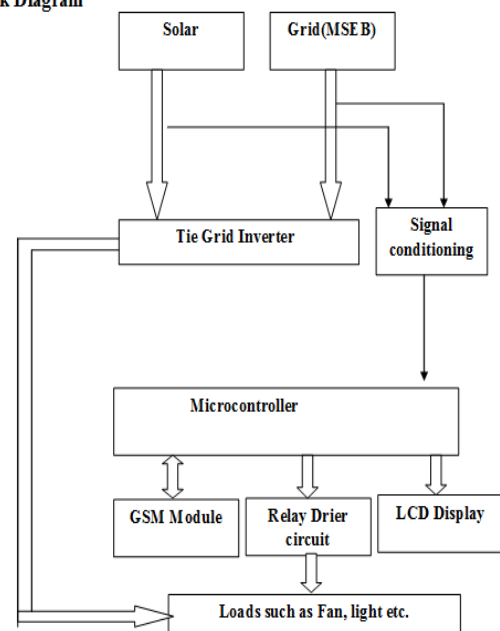 k Diagram
Solar
Grid(MSEB)
Tie Grid Inverter
Signal
conditioning
Microcontroller
GSM Module
Relay Drier
circuit
LCD Display
Loads such as Fan, light etc.